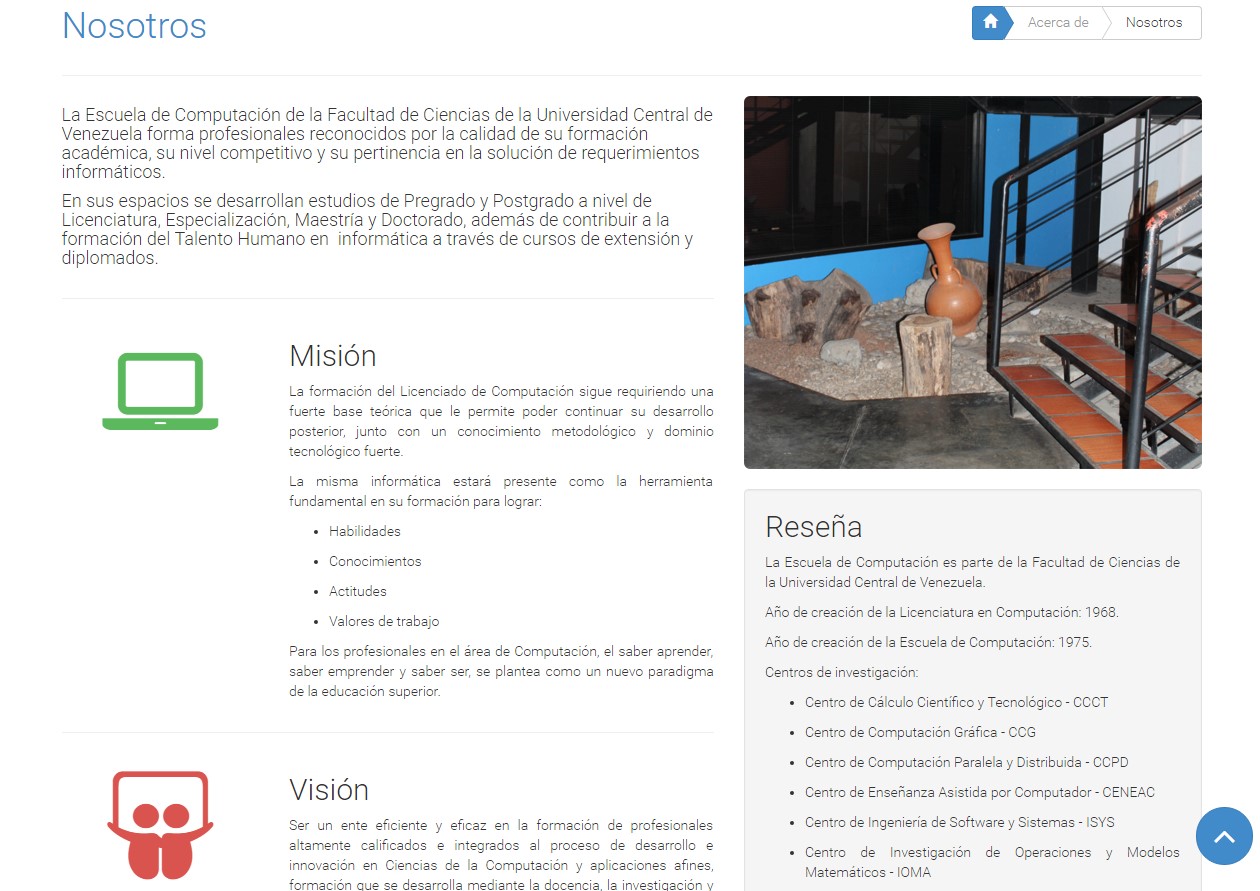 Nosotros
Acerca de
Nosotros
La Escuela de Computación de la Facultad de Ciencias de la Universidad Central de
Venezuela forma profesionales reconocidos por la calidad de su formación
académica, su nivel competitivo y su pertinencia en la solución de requerimientos
informáticos.
En sus espacios se desarrollan estudios de Pregrado y Postgrado a nivel de
Licenciatura, Especialización, Maestría y Doctorado, además de contribuir a la
formación del Talento Humano en  informática a través de cursos de extensión y
diplomados.
Misión
La formación del Licenciado de Computación sigue requiriendo una
fuerte base teórica que le permite poder continuar su desarrollo
posterior, junto con un conocimiento metodológico y dominio
tecnológico fuerte.
La misma informática estará presente como la herramienta
fundamental en su formación para lograr:
• Habilidades
• Conocimientos
• Actitudes
• Valores de trabajo
Para los profesionales en el área de Computación, el saber aprender,
saber emprender y saber ser, se plantea como un nuevo paradigma
de la educación superior.
Visión
Ser un ente eficiente y eficaz en la formación de profesionales
altamente calificados e integrados al proceso de desarrollo e
innovación en Ciencias de la Computación y aplicaciones afines,
formación que se desarrolla mediante la docencia, la investigación y
Reseña
La Escuela de Computación es parte de la Facultad de Ciencias de
la Universidad Central de Venezuela.
Año de creación de la Licenciatura en Computación: 1968.
Año de creación de la Escuela de Computación: 1975.
Centros de investigación:
• Centro de Cálculo Científico y Tecnológico - CCCT
• Centro de Computación Gráfica - CCG
• Centro de Computación Paralela y Distribuida - CCPD
• Centro de Enseñanza Asistida por Computador - CENEAC
• Centro de Ingeniería de Software y Sistemas - ISYS
• Centro de Investigación de Operaciones y Modelos
Matemáticos - IOMA